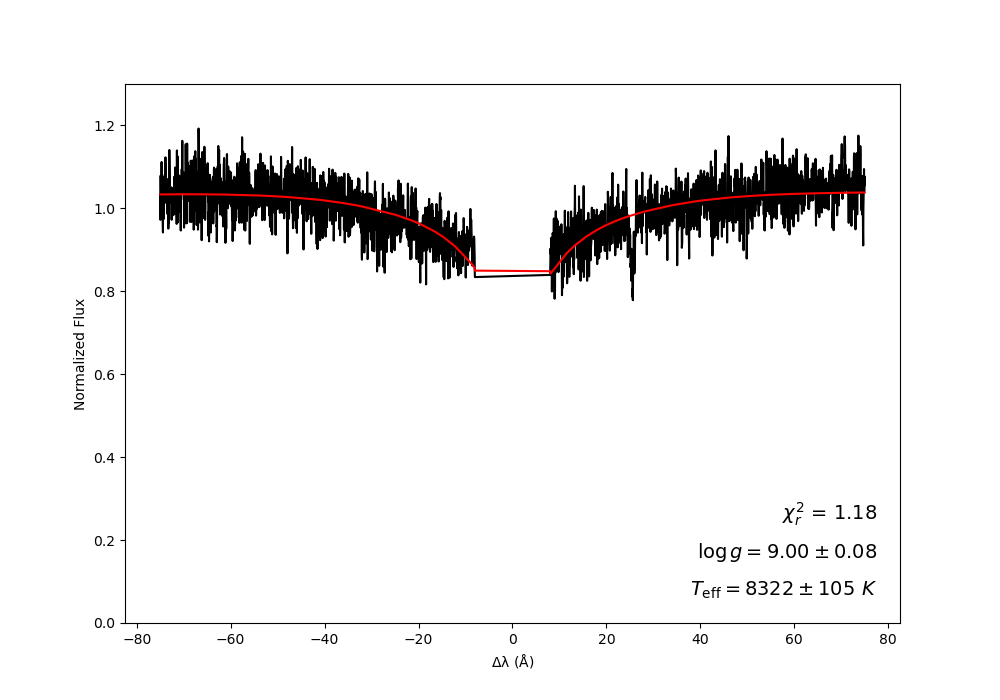 1.2
1.0
0.8
0.6
0.4
0.2
0.0
Normalized Flux
χ²ᵣ = 1.18
log g = 9.00 ± 0.08
T_eff = 8322 ± 105 K
−80 −60 −40 −20 0 20 40 60 80
Δλ (Å)